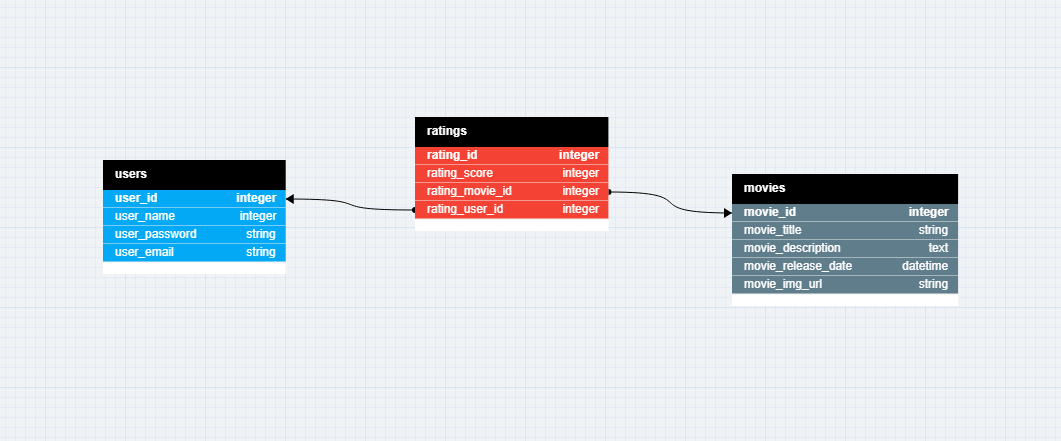 users
user_id integer
user_name integer
user_password string
user_email string
ratings
rating_id integer
rating_score integer
rating_movie_id integer
rating_user_id integer
movies
movie_id integer
movie_title string
movie_description text
movie_release_date datetime
movie_img_url string